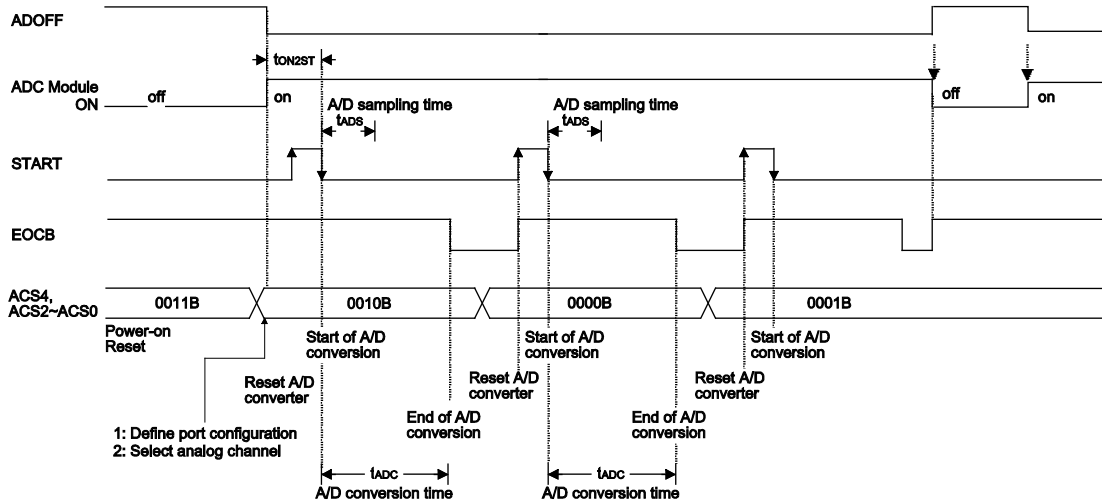 ADOFF
tON2ST
ADC Module
ON
off
on
off
on
A/D sampling time
tADS
A/D sampling time
tADS
START
EOCB
ACS4,
ACS2~ACS0
0011B
0010B
0000B
0001B
Power-on
Reset
Start of A/D
conversion
Start of A/D
conversion
Start of A/D
conversion
Reset A/D
converter
Reset A/D
converter
Reset A/D
converter
End of A/D
conversion
End of A/D
conversion
1: Define port configuration
2: Select analog channel
tADC
A/D conversion time
tADC
A/D conversion time